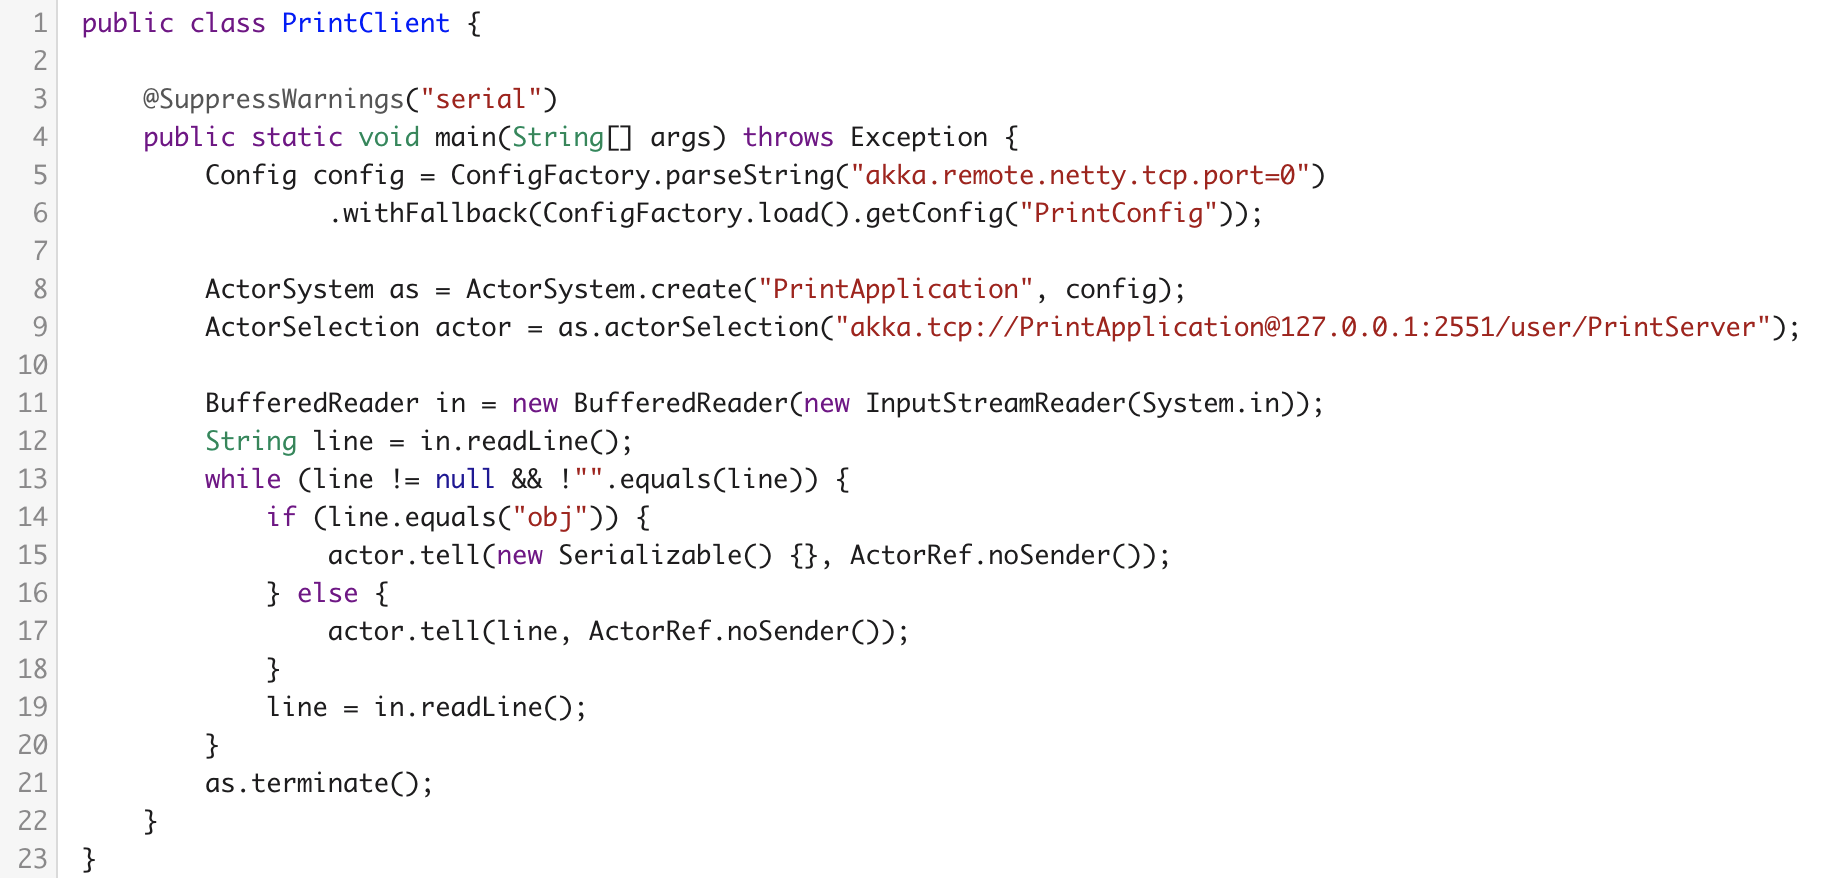 1 public class PrintClient {
2
3     @SuppressWarnings("serial")
4     public static void main(String[] args) throws Exception {
5         Config config = ConfigFactory.parseString("akka.remote.netty.tcp.port=0")
6                 .withFallback(ConfigFactory.load().getConfig("PrintConfig"));
7
8         ActorSystem as = ActorSystem.create("PrintApplication", config);
9         ActorSelection actor = as.actorSelection("akka.tcp://PrintApplication@127.0.0.1:2551/user/PrintServer");
10
11         BufferedReader in = new BufferedReader(new InputStreamReader(System.in));
12         String line = in.readLine();
13         while (line != null && !"".equals(line)) {
14             if (line.equals("obj")) {
15                 actor.tell(new Serializable() {}, ActorRef.noSender());
16             } else {
17                 actor.tell(line, ActorRef.noSender());
18             }
19             line = in.readLine();
20         }
21         as.terminate();
22     }
23 }